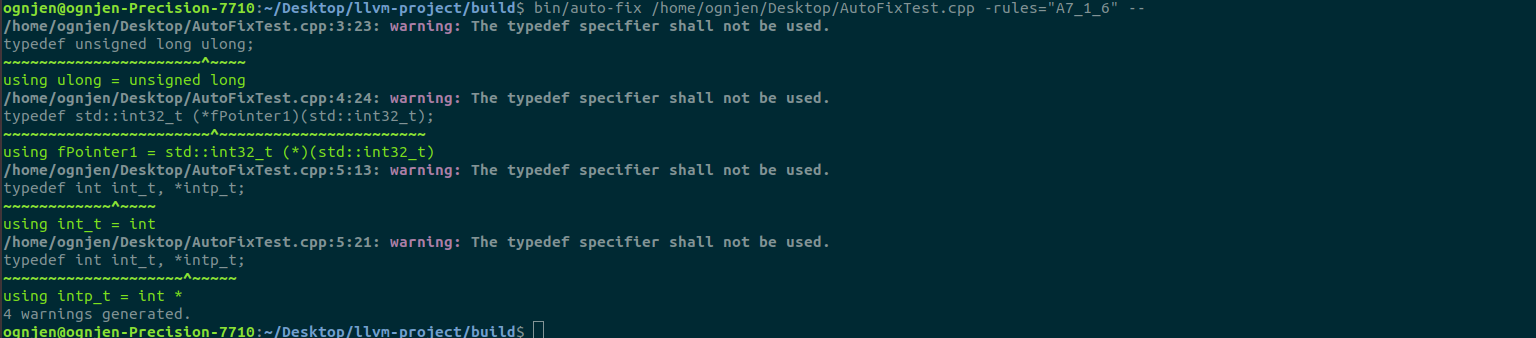 ognjen@ognjen-Precision-7710:~/Desktop/llvm-project/build$ bin/auto-fix /home/ognjen/Desktop/AutoFixTest.cpp -rules="A7_1_6" --
/home/ognjen/Desktop/AutoFixTest.cpp:3:23: warning: The typedef specifier shall not be used.
typedef unsigned long ulong;
~~~~~~~~~~~~~~~~~~~~~~^~~~~
using ulong = unsigned long
/home/ognjen/Desktop/AutoFixTest.cpp:4:24: warning: The typedef specifier shall not be used.
typedef std::int32_t (*fPointer1)(std::int32_t);
~~~~~~~~~~~~~~~~~~~~~~~^~~~~~~~~~~~~~~~~~~~~~~~
using fPointer1 = std::int32_t (*)(std::int32_t)
/home/ognjen/Desktop/AutoFixTest.cpp:5:13: warning: The typedef specifier shall not be used.
typedef int int_t, *intp_t;
~~~~~~~~~~~~^~~~~
using int_t = int
/home/ognjen/Desktop/AutoFixTest.cpp:5:21: warning: The typedef specifier shall not be used.
typedef int int_t, *intp_t;
~~~~~~~~~~~~~~~~~~~~^~~~~~
using intp_t = int *
4 warnings generated.
ognjen@ognjen-Precision-7710:~/Desktop/llvm-project/build$